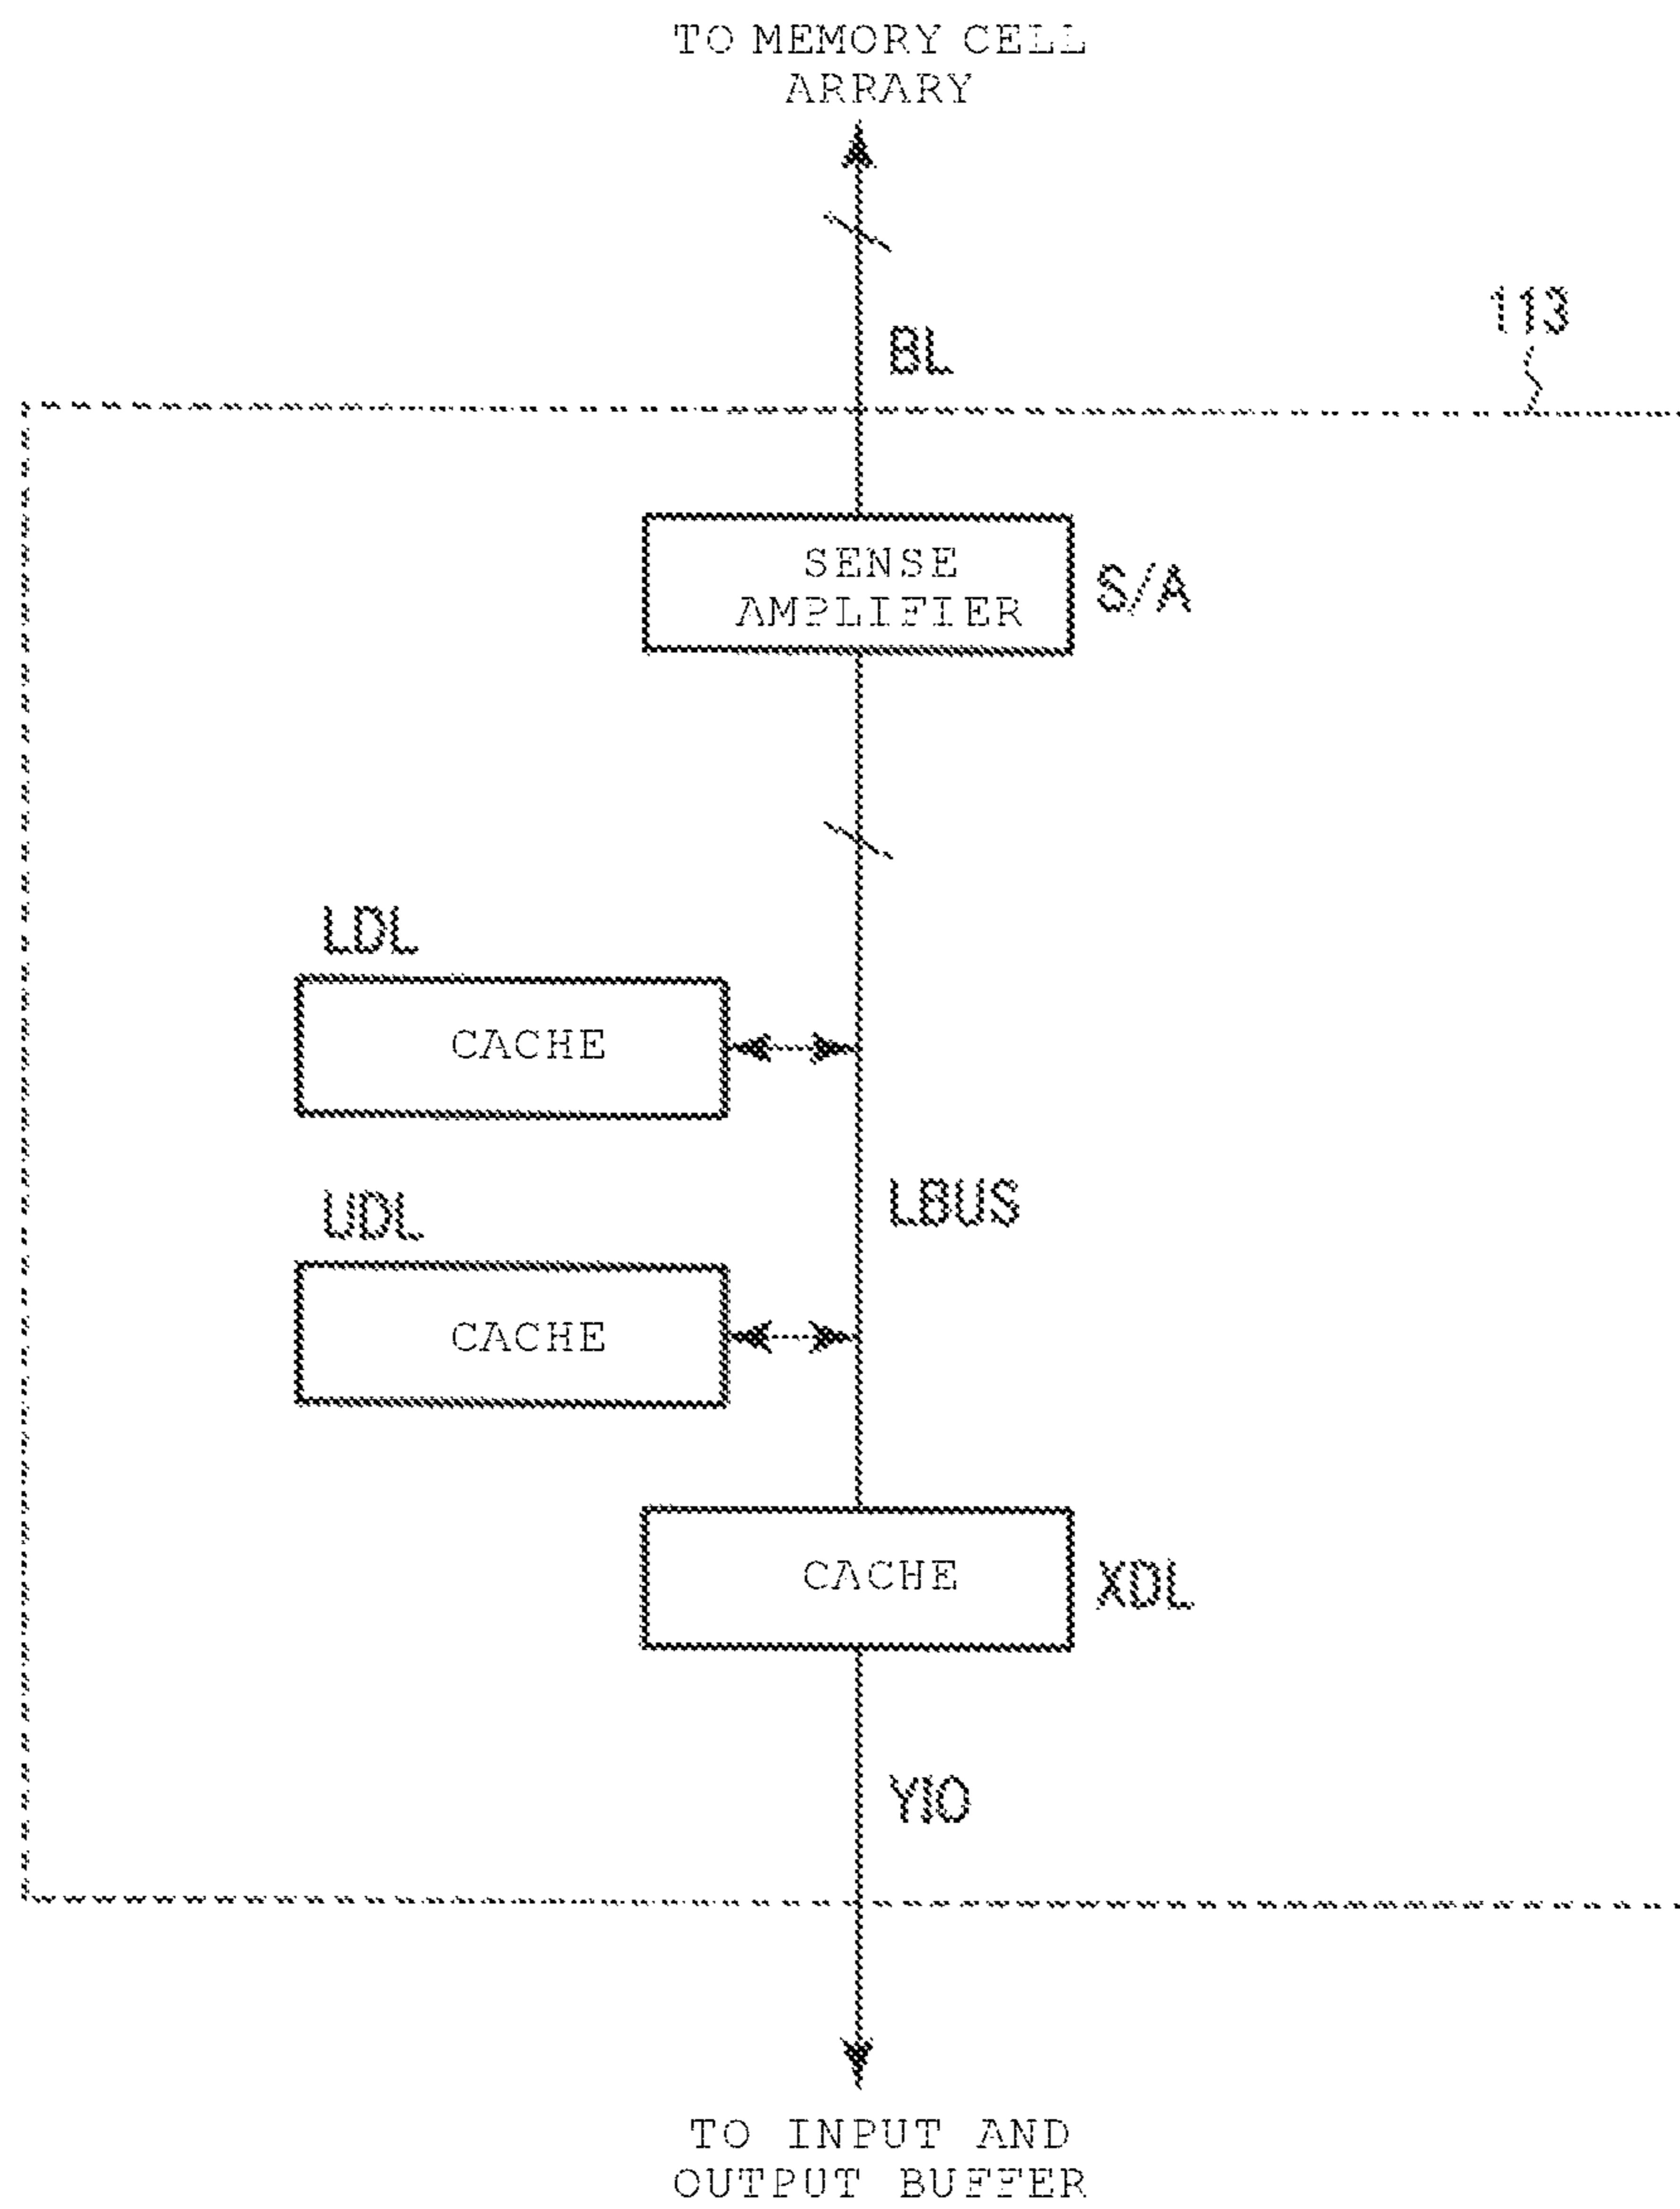 TO MEMORY CELL
ARRARY
BL
113
SENSE
AMPLIFIER
S/A
LDL
CACHE
LBUS
UDL
CACHE
CACHE
XDL
YIO
TO INPUT AND
OUTPUT BUFFER